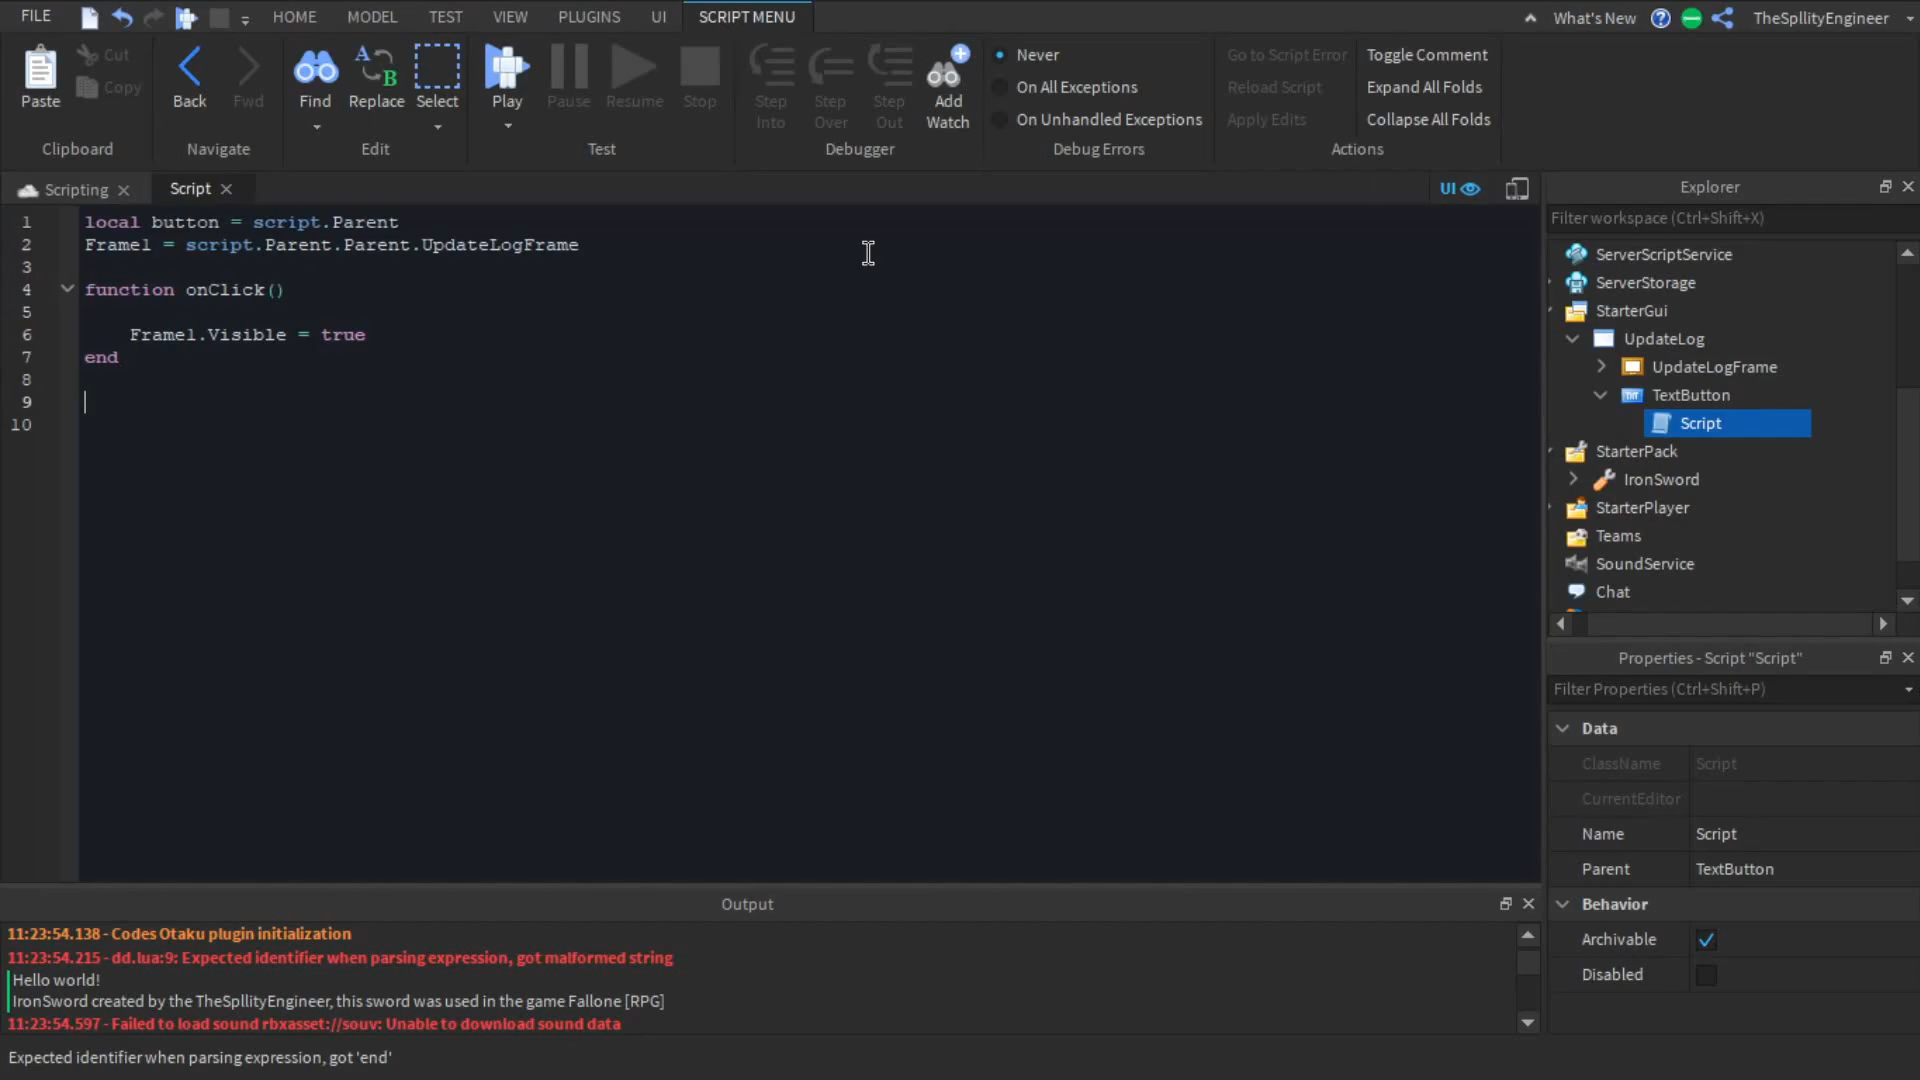 FILE HOME MODEL TEST VIEW PLUGINS UI SCRIPT MENU What's New TheSpllityEngineer
Paste Cut Copy
Clipboard
Back Fwd
Navigate
Find Replace Select
Edit
Play Pause Resume Stop
Test
Step Into Step Over Step Out Add Watch
Debugger
Never
On All Exceptions
On Unhandled Exceptions
Debug Errors
Go to Script Error Toggle Comment
Reload Script Expand All Folds
Apply Edits Collapse All Folds
Actions
Scripting Script UI
1 local button = script.Parent
2 Frame1 = script.Parent.Parent.UpdateLogFrame
3
4 function onClick()
5
6 Frame1.Visible = true
7 end
8
9
10
Explorer
Filter workspace (Ctrl+Shift+X)
ServerScriptService
ServerStorage
StarterGui
UpdateLog
UpdateLogFrame
TextButton
Script
StarterPack
IronSword
StarterPlayer
Teams
SoundService
Chat
Properties - Script "Script"
Filter Properties (Ctrl+Shift+P)
Data
ClassName Script
CurrentEditor
Name Script
Parent TextButton
Behavior
Archivable
Disabled
Output
11:23:54.138 - Codes Otaku plugin initialization
11:23:54.215 - dd.lua:9: Expected identifier when parsing expression, got malformed string
Hello world!
IronSword created by the TheSpllityEngineer, this sword was used in the game Fallone [RPG]
11:23:54.597 - Failed to load sound rbxasset://souv: Unable to download sound data
Expected identifier when parsing expression, got 'end'